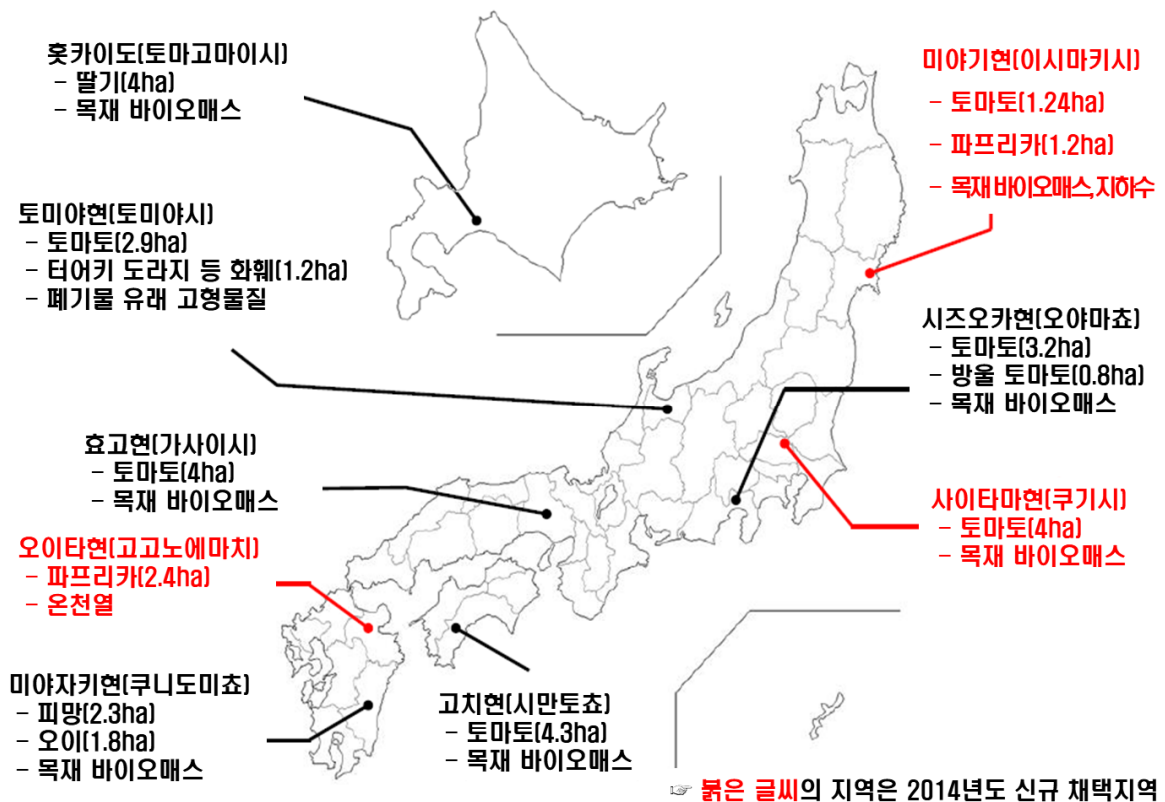 홋카이도(토마고마이시)
- 딸기(4ha)
- 목재 바이오매스
미야기현(이시마키시)
- 토마토(1.24ha)
- 파프리카(1.2ha)
- 목재 바이오매스, 지하수
토미야현(토미야시)
- 토마토(2.9ha)
- 터어키 도라지 등 화훼(1.2ha)
- 폐기물 유래 고형물질
시즈오카현(오야마쵸)
- 토마토(3.2ha)
- 방울 토마토(0.8ha)
- 목재 바이오매스
효고현(가사이시)
- 토마토(4ha)
- 목재 바이오매스
사이타마현(쿠기시)
- 토마토(4ha)
- 목재 바이오매스
오이타현(고고노에마치)
- 파프리카(2.4ha)
- 온천열
미야자키현(쿠니도미쵸)
- 피망(2.3ha)
- 오이(1.8ha)
- 목재 바이오매스
고치현(시만토쵸)
- 토마토(4.3ha)
- 목재 바이오매스
☞ 붉은 글씨의 지역은 2014년도 신규 채택지역